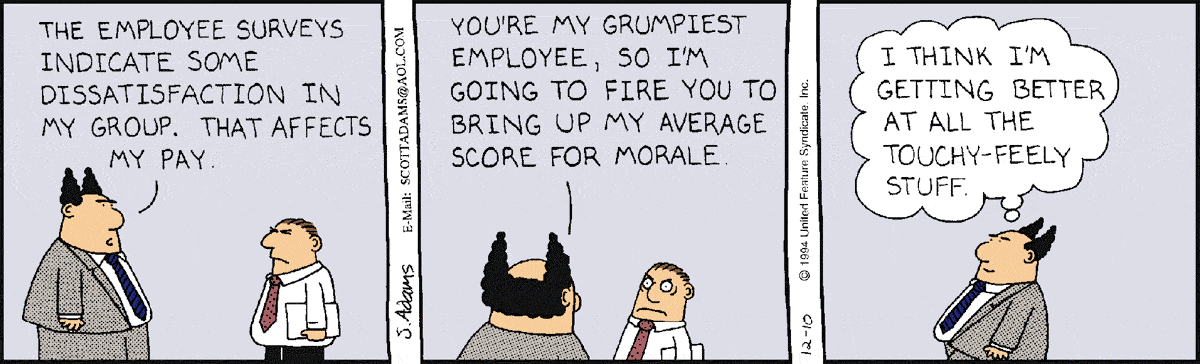 THE EMPLOYEE SURVEYS
INDICATE SOME
DISSATISFACTION IN
MY GROUP. THAT AFFECTS
MY PAY.
S. Adams
E-Mail: SCOTTADAMS@AOL.COM
YOU'RE MY GRUMPIEST
EMPLOYEE, SO I'M
GOING TO FIRE YOU TO
BRING UP MY AVERAGE
SCORE FOR MORALE.
12-10
© 1994 United Feature Syndicate, Inc.
I THINK I'M
GETTING BETTER
AT ALL THE
TOUCHY-FEELY
STUFF.